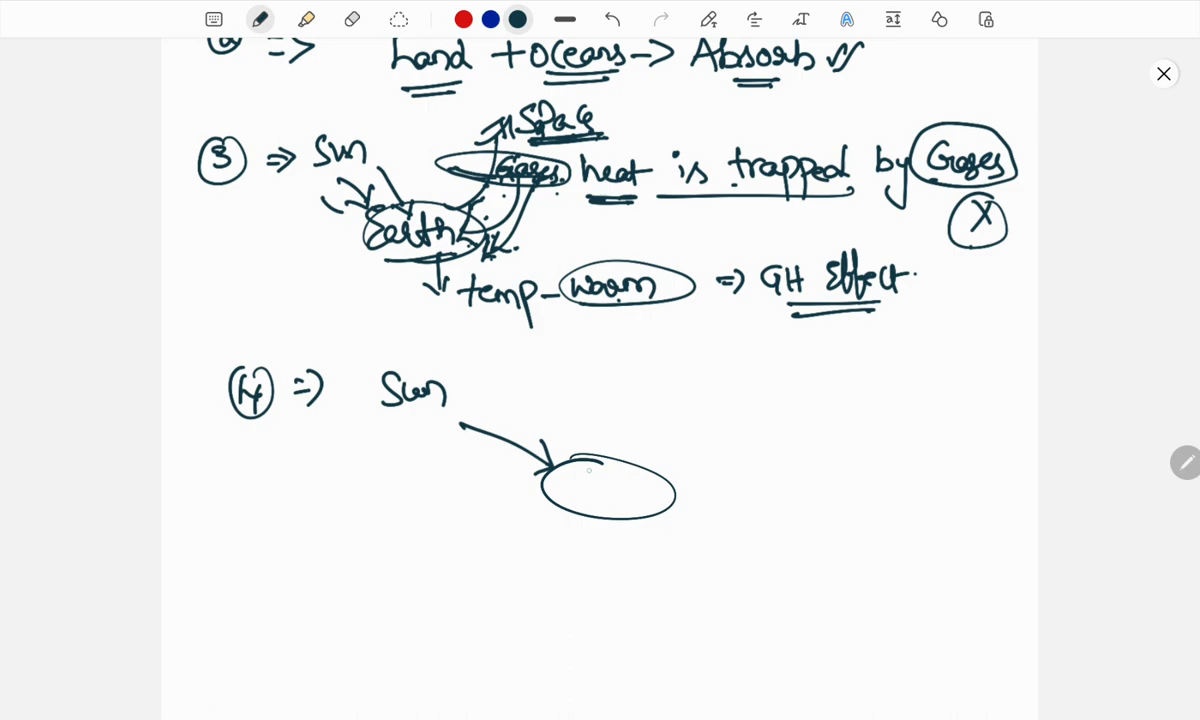 ② => Land + Oceans -> Absorb
Space
③ => Sun Gases heat is trapped by Gases
X
Earth
temp - warm => GH Effect.
④ => Sun